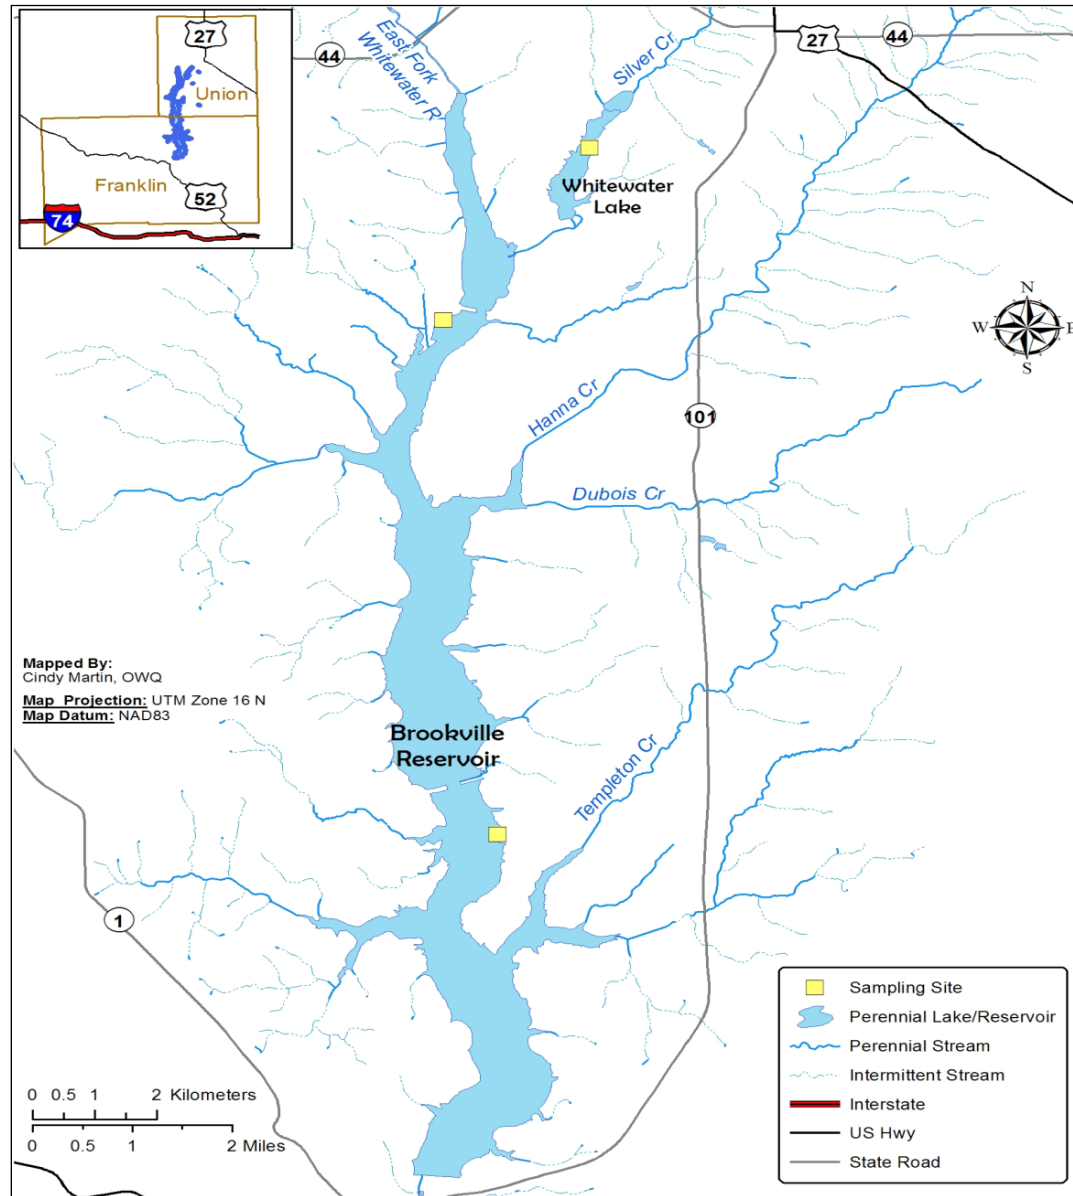 27
Union
Franklin
52
74
44
East Fork
Whitewater R
Silver Cr
27
44
Whitewater
Lake
N
W
E
S
Hanna Cr
101
Dubois Cr
Mapped By:
Cindy Martin, OWQ
Map Projection: UTM Zone 16 N
Map Datum: NAD83
Brookville
Reservoir
Templeton Cr
1
Sampling Site
Perennial Lake/Reservoir
Perennial Stream
Intermittent Stream
Interstate
US Hwy
State Road
0 0.5 1 2 Kilometers
0 0.5 1 2 Miles